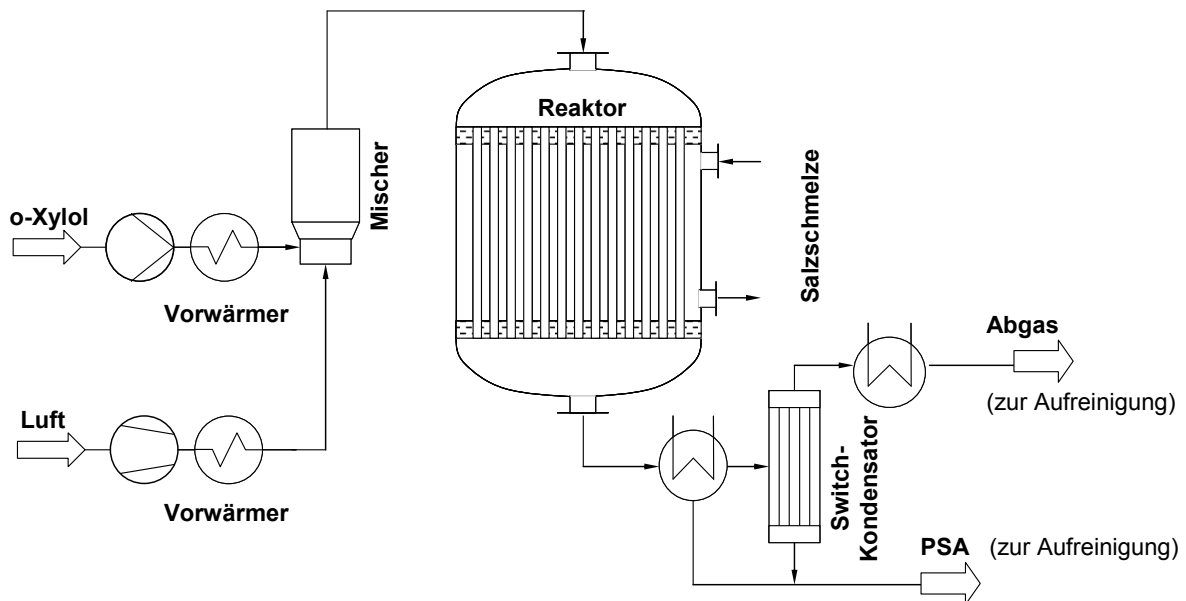 Reaktor
Mischer
o-Xylol
Salzschmelze
Vorwärmer
Abgas
(zur Aufreinigung)
Luft
Switch-
Kondensator
Vorwärmer
PSA (zur Aufreinigung)